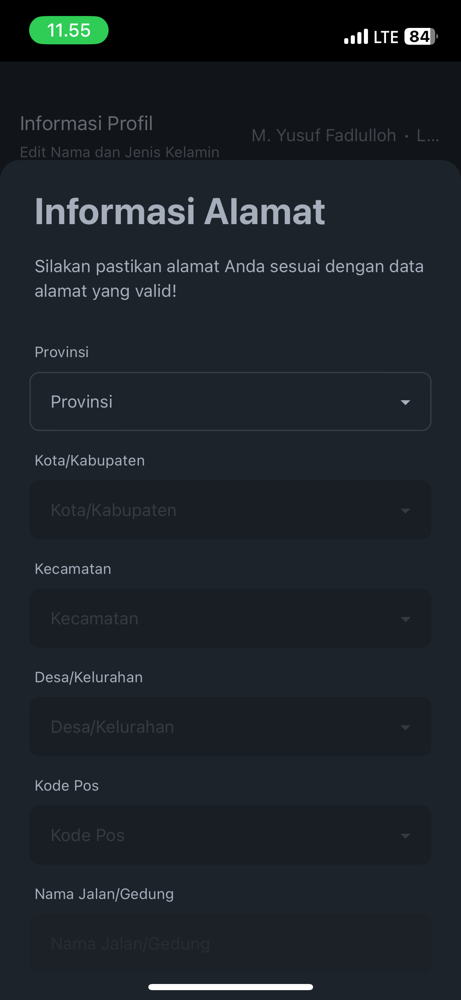 11.55
LTE 84
Informasi Profil
M. Yusuf Fadlulloh • L...
Edit Nama dan Jenis Kelamin
Informasi Alamat
Silakan pastikan alamat Anda sesuai dengan data
alamat yang valid!
Provinsi
Provinsi
Kota/Kabupaten
Kota/Kabupaten
Kecamatan
Kecamatan
Desa/Kelurahan
Desa/Kelurahan
Kode Pos
Kode Pos
Nama Jalan/Gedung
Nama Jalan/Gedung